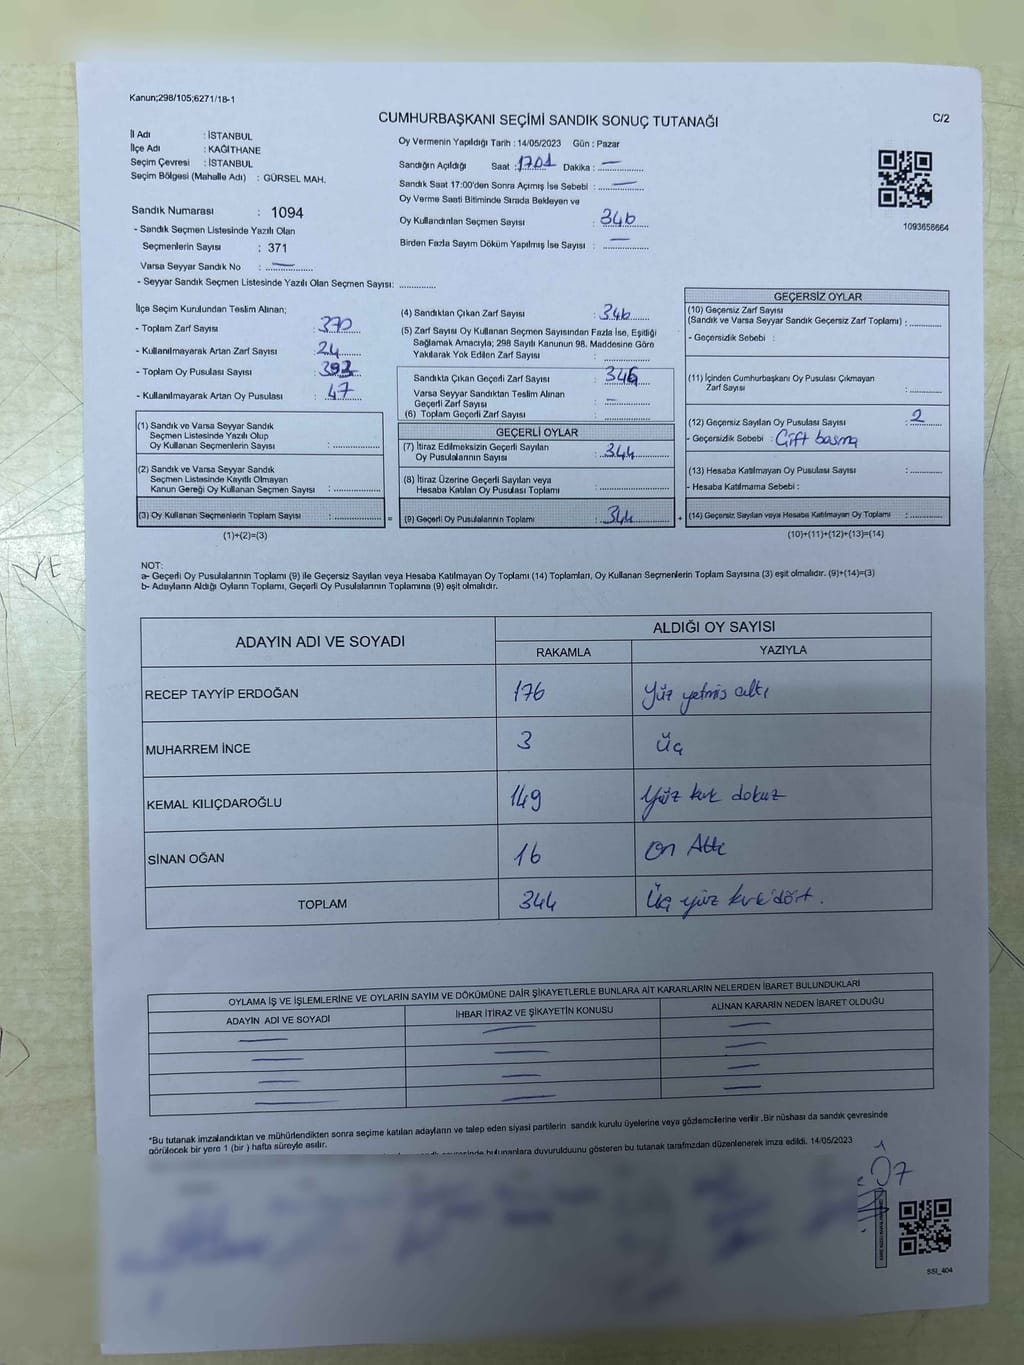 Kanun;298/105;6271/18-1
CUMHURBAŞKANI SEÇİMİ SANDIK SONUÇ TUTANAĞI
C/2
İl Adı : İSTANBUL
İlçe Adı : KAĞITHANE
Seçim Çevresi : İSTANBUL
Seçim Bölgesi (Mahalle Adı) : GÜRSEL MAH.
Sandık Numarası : 1094
- Sandık Seçmen Listesinde Yazılı Olan
Seçmenlerin Sayısı : 371
Varsa Seyyar Sandık No : —
- Seyyar Sandık Seçmen Listesinde Yazılı Olan Seçmen Sayısı: ..............
Oy Vermenin Yapıldığı Tarih : 14/05/2023 Gün : Pazar
Sandığın Açıldığı Saat : 17.01 Dakika : —
Sandık Saat 17:00'den Sonra Açımış İse Sebebi : —
Oy Verme Saati Bitiminde Sırada Bekleyen ve
Oy Kullandırılan Seçmen Sayısı : 346
Birden Fazla Sayım Döküm Yapılmış İse Sayısı : —
1093656664
İlçe Seçim Kurulundan Teslim Alınan;
- Toplam Zarf Sayısı : 370
- Kullanılmayarak Artan Zarf Sayısı : 24
- Toplam Oy Pusulası Sayısı : 393
- Kullanılmayarak Artan Oy Pusulası : 47
(1) Sandık ve Varsa Seyyar Sandık
Seçmen Listesinde Yazılı Olup
Oy Kullanan Seçmenlerin Sayısı : ..............
(2) Sandık ve Varsa Seyyar Sandık
Seçmen Listesinde Kayıtlı Olmayan
Kanun Gereği Oy Kullanan Seçmen Sayısı : ..............
(3) Oy Kullanan Seçmenlerin Toplam Sayısı : .............. =
(1)+(2)=(3)
(4) Sandıktan Çıkan Zarf Sayısı : 346
(5) Zarf Sayısı Oy Kullanan Seçmen Sayısından Fazla İse, Eşitliği
Sağlamak Amacıyla; 298 Sayılı Kanunun 98. Maddesine Göre
Yakılarak Yok Edilen Zarf Sayısı : ..............
Sandıkta Çıkan Geçerli Zarf Sayısı : 346
Varsa Seyyar Sandıktan Teslim Alınan
Geçerli Zarf Sayısı : —
(6) Toplam Geçerli Zarf Sayısı : ..............
GEÇERLİ OYLAR
(7) İtiraz Edilmeksizin Geçerli Sayılan
Oy Pusulalarının Sayısı : 344
(8) İtiraz Üzerine Geçerli Sayılan veya
Hesaba Katılan Oy Pusulası Toplamı : ..............
(9) Geçerli Oy Pusulalarının Toplamı : 344 +
GEÇERSİZ OYLAR
(10) Geçersiz Zarf Sayısı
(Sandık ve Varsa Seyyar Sandık Geçersiz Zarf Toplamı) : ............
- Geçersizlik Sebebi :
(11) İçinden Cumhurbaşkanı Oy Pusulası Çıkmayan
Zarf Sayısı : ............
(12) Geçersiz Sayılan Oy Pusulası Sayısı : 2
- Geçersizlik Sebebi : Çift basma
(13) Hesaba Katılmayan Oy Pusulası Sayısı : ............
- Hesaba Katılmama Sebebi :
(14) Geçersiz Sayılan veya Hesaba Katılmayan Oy Toplamı : ............
(10)+(11)+(12)+(13)=(14)
NOT:
a- Geçerli Oy Pusulalarının Toplamı (9) ile Geçersiz Sayılan veya Hesaba Katılmayan Oy Toplamı (14) Toplamları, Oy Kullanan Seçmenlerin Toplam Sayısına (3) eşit olmalıdır. (9)+(14)=(3)
b- Adayların Aldığı Oyların Toplamı, Geçerli Oy Pusulalarının Toplamına (9) eşit olmalıdır.
VE
ADAYIN ADI VE SOYADI ALDIĞI OY SAYISI
RAKAMLA YAZIYLA
RECEP TAYYİP ERDOĞAN 176 Yüz yetmiş altı
MUHARREM İNCE 3 Üç
KEMAL KILIÇDAROĞLU 149 Yüz kırk dokuz
SİNAN OĞAN 16 On Altı
TOPLAM 344 Üç yüz kırk dört.
OYLAMA İŞ VE İŞLEMLERİNE VE OYLARIN SAYIM VE DÖKÜMÜNE DAİR ŞİKAYETLERLE BUNLARA AİT KARARLARIN NELERDEN İBARET BULUNDUKLARI
ADAYIN ADI VE SOYADI İHBAR İTİRAZ VE ŞİKAYETİN KONUSU ALINAN KARARIN NEDEN İBARET OLDUĞU
*Bu tutanak imzalandıktan ve mühürlendikten sonra seçime katılan adayların ve talep eden siyasi partilerin sandık kurulu üyelerine veya gözlemcilerine verilir .Bir nüshası da sandık çevresinde
görülecek bir yere 1 (bir ) hafta süreyle asılır.
bulunanlara duyurulduunu gösteren bu tutanak tarafımızdan düzenlenerek imza edildi. 14/05/2023
SSI_404